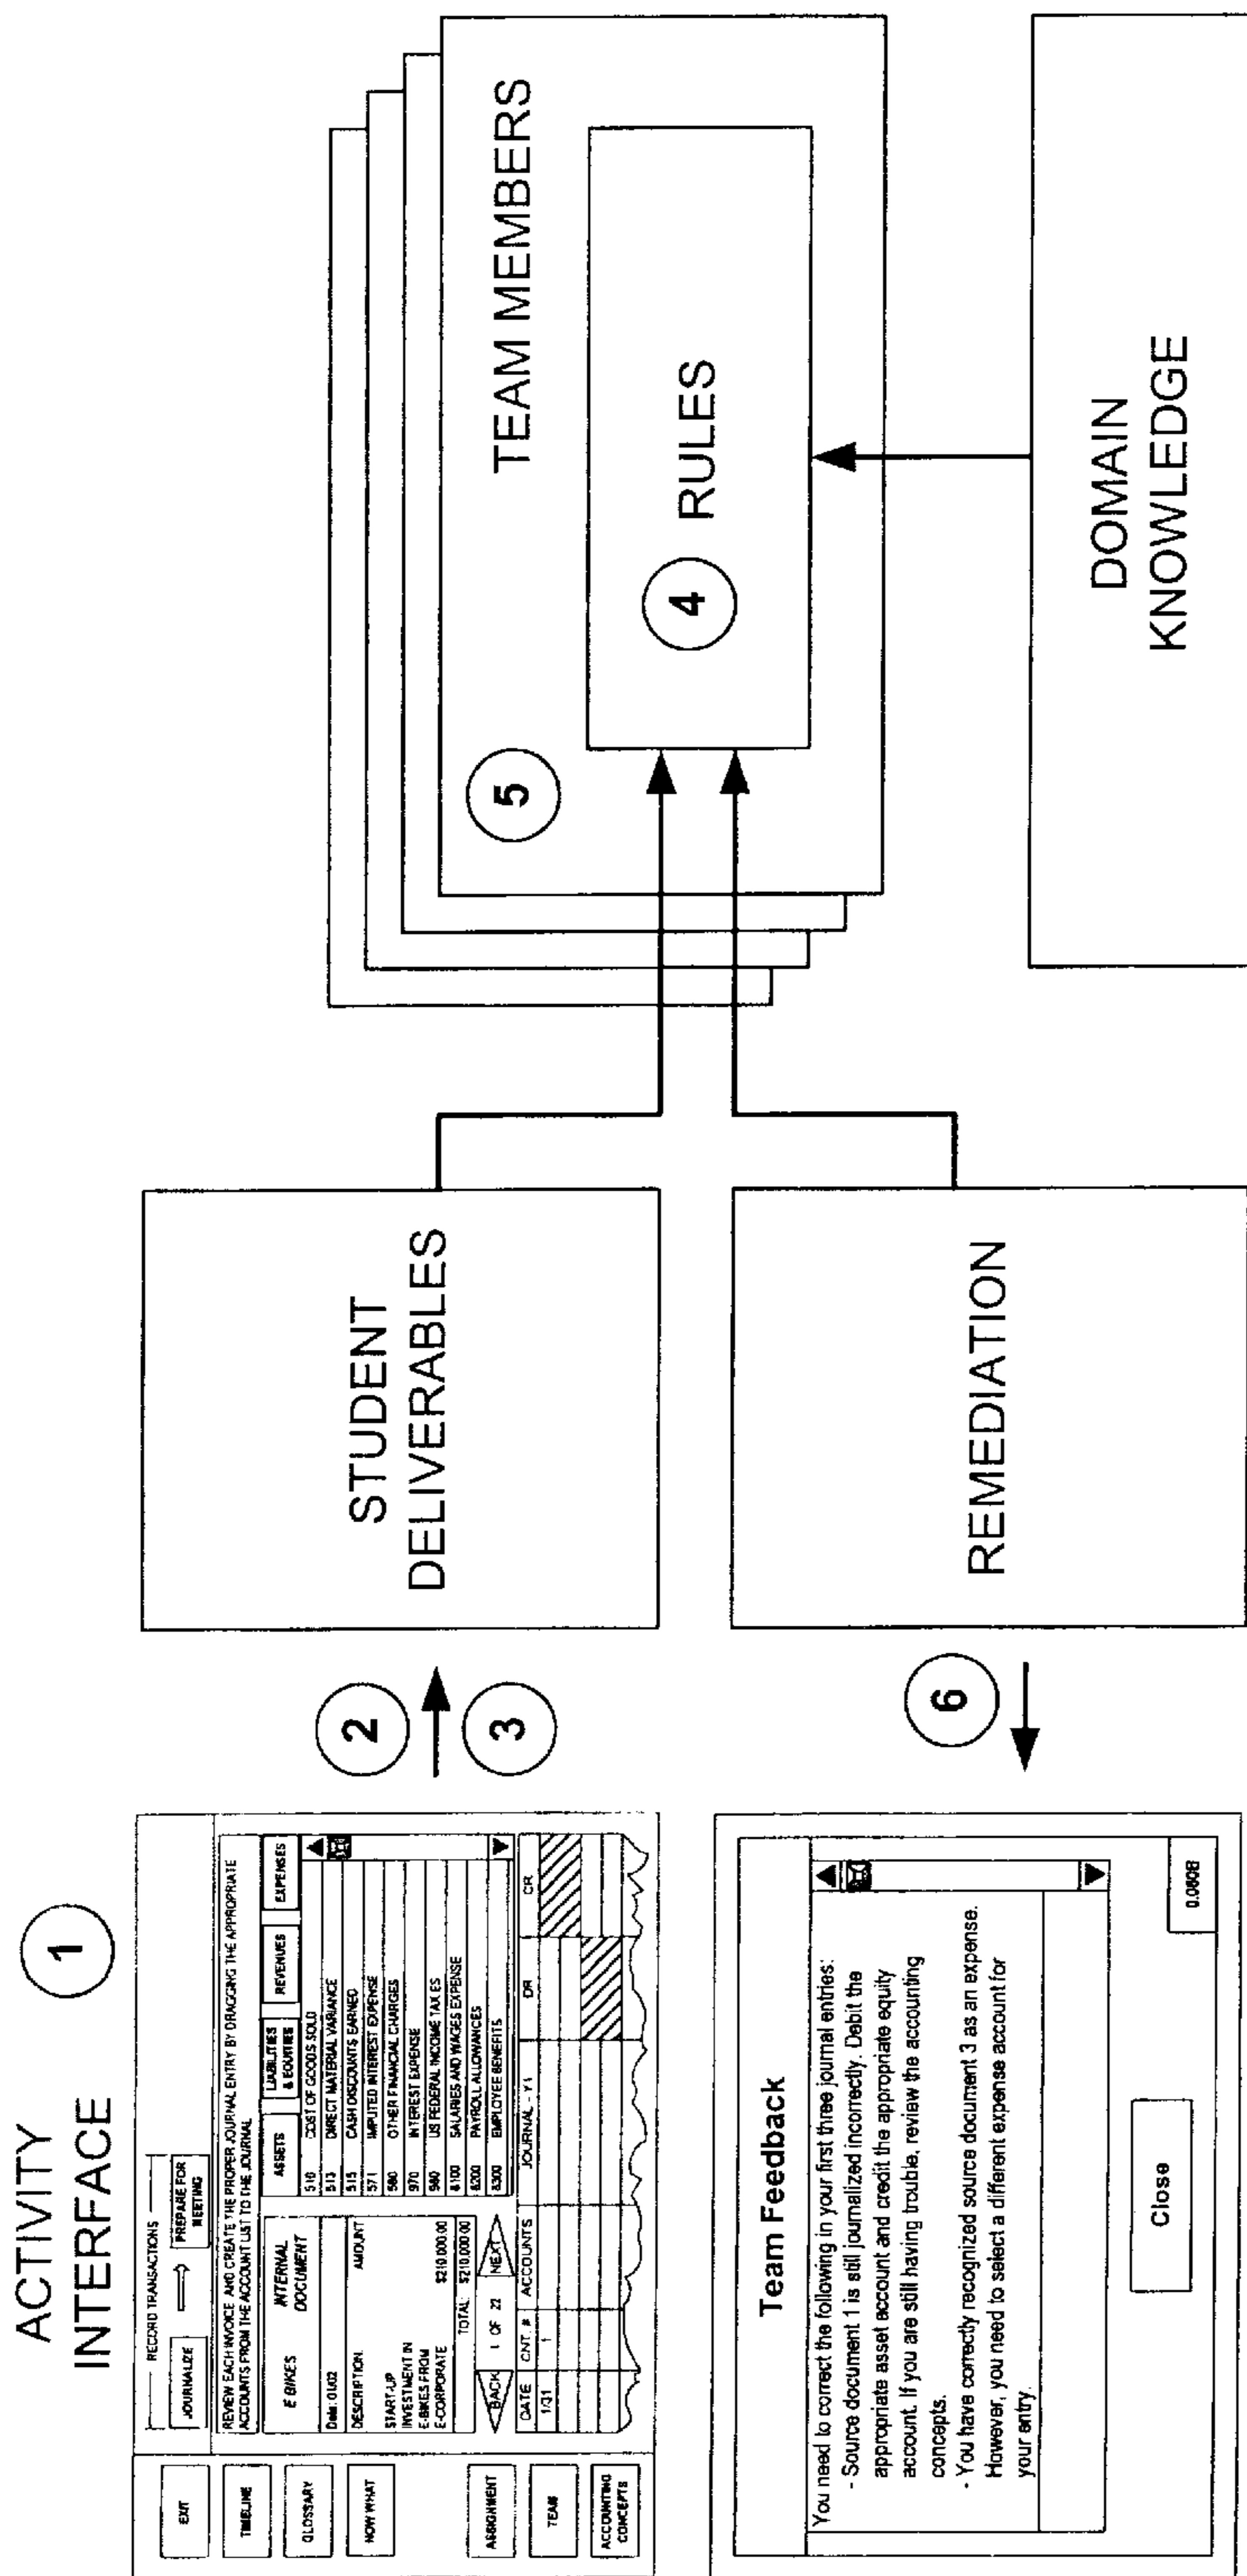 ACTIVITY
INTERFACE
1
RECORD TRANSACTIONS
JOURNALIZE
PREPARE FOR
MEETING
EXIT
TIMELINE
GLOSSARY
NOW WHAT
ASSIGNMENT
TEAM
ACCOUNTING
CONCEPTS
REVIEW EACH INVOICE AND CREATE THE PROPER JOURNAL ENTRY BY DRAGGING THE APPROPRIATE
ACCOUNTS FROM THE ACCOUNT LIST TO THE JOURNAL
E BIKES
INTERNAL
DOCUMENT
Date: 01/02
DESCRIPTION: AMOUNT
START-UP
INVESTMENT IN
E-BIKES FROM
E-CORPORATE $210,000.00
TOTAL: $210,000.00
BACK 1 OF 22 NEXT
ASSETS
LIABILITIES
& EQUITIES
REVENUES
EXPENSES
510 COST OF GOODS SOLD
513 DIRECT MATERIAL VARIANCE
515 CASH DISCOUNTS EARNED
571 IMPUTED INTEREST EXPENSE
580 OTHER FINANCIAL CHARGES
970 INTEREST EXPENSE
980 US FEDERAL INCOME TAXES
8100 SALARIES AND WAGES EXPENSE
8200 PAYROLL ALLOWANCES
8300 EMPLOYEE BENEFITS
DATE CNT. # ACCOUNTS JOURNAL - Y1 DR CR
1/31 1
2
3
STUDENT
DELIVERABLES
TEAM MEMBERS
5
4 RULES
Team Feedback
You need to correct the following in your first three journal entries:
- Source document 1 is still journalized incorrectly. Debit the
appropriate asset account and credit the appropriate equity
account. If you are still having trouble, review the accounting
concepts.
- You have correctly recognized source document 3 as an expense.
However, you need to select a different expense account for
your entry.
Close
0.060B
6
REMEDIATION
DOMAIN
KNOWLEDGE